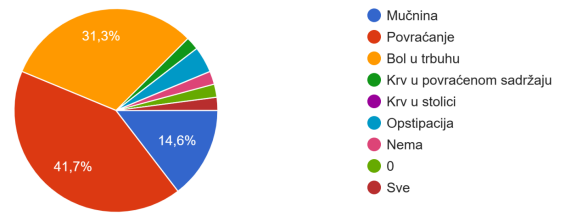 31,3%
41,7%
14,6%
Mučnina
Povraćanje
Bol u trbuhu
Krv u povraćenom sadržaju
Krv u stolici
Opstipacija
Nema
0
Sve